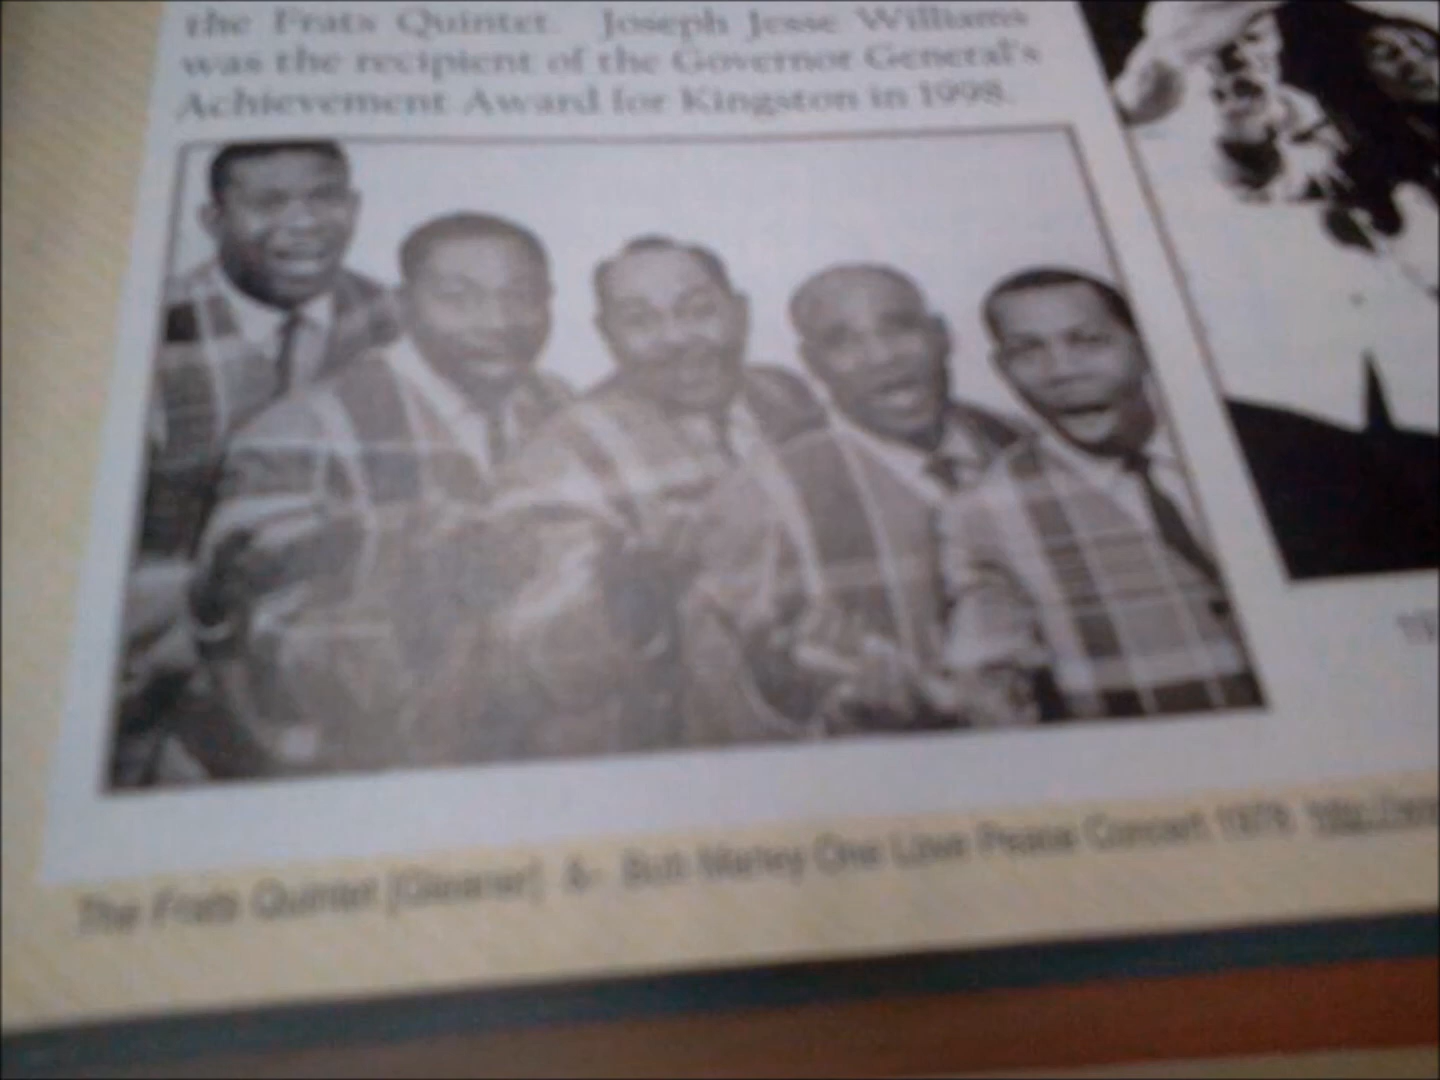 the Frats Quintet. Joseph Jesse Williams
was the recipient of the Governor General's
Achievement Award for Kingston in 1998.
The Frats Quintet [Gleaner] & Bob Marley One Love Peace Concert 1978